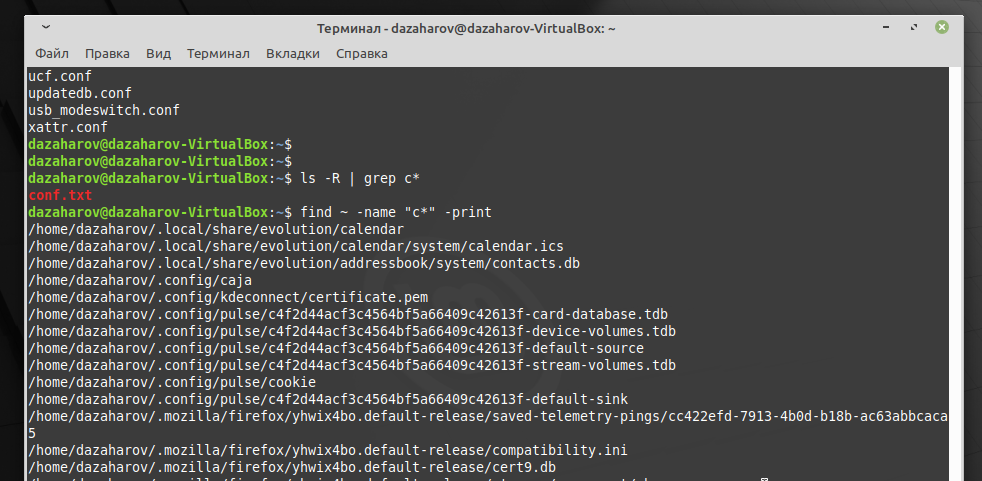 Терминал - dazaharov@dazaharov-VirtualBox: ~
Файл Правка Вид Терминал Вкладки Справка
ucf.conf
updatedb.conf
usb_modeswitch.conf
xattr.conf
dazaharov@dazaharov-VirtualBox:~$
dazaharov@dazaharov-VirtualBox:~$
dazaharov@dazaharov-VirtualBox:~$ ls -R | grep c*
conf.txt
dazaharov@dazaharov-VirtualBox:~$ find ~ -name "c*" -print
/home/dazaharov/.local/share/evolution/calendar
/home/dazaharov/.local/share/evolution/calendar/system/calendar.ics
/home/dazaharov/.local/share/evolution/addressbook/system/contacts.db
/home/dazaharov/.config/caja
/home/dazaharov/.config/kdeconnect/certificate.pem
/home/dazaharov/.config/pulse/c4f2d44acf3c4564bf5a66409c42613f-card-database.tdb
/home/dazaharov/.config/pulse/c4f2d44acf3c4564bf5a66409c42613f-device-volumes.tdb
/home/dazaharov/.config/pulse/c4f2d44acf3c4564bf5a66409c42613f-default-source
/home/dazaharov/.config/pulse/c4f2d44acf3c4564bf5a66409c42613f-stream-volumes.tdb
/home/dazaharov/.config/pulse/cookie
/home/dazaharov/.config/pulse/c4f2d44acf3c4564bf5a66409c42613f-default-sink
/home/dazaharov/.mozilla/firefox/yhwix4bo.default-release/saved-telemetry-pings/cc422efd-7913-4b0d-b18b-ac63abbcaca
5
/home/dazaharov/.mozilla/firefox/yhwix4bo.default-release/compatibility.ini
/home/dazaharov/.mozilla/firefox/yhwix4bo.default-release/cert9.db